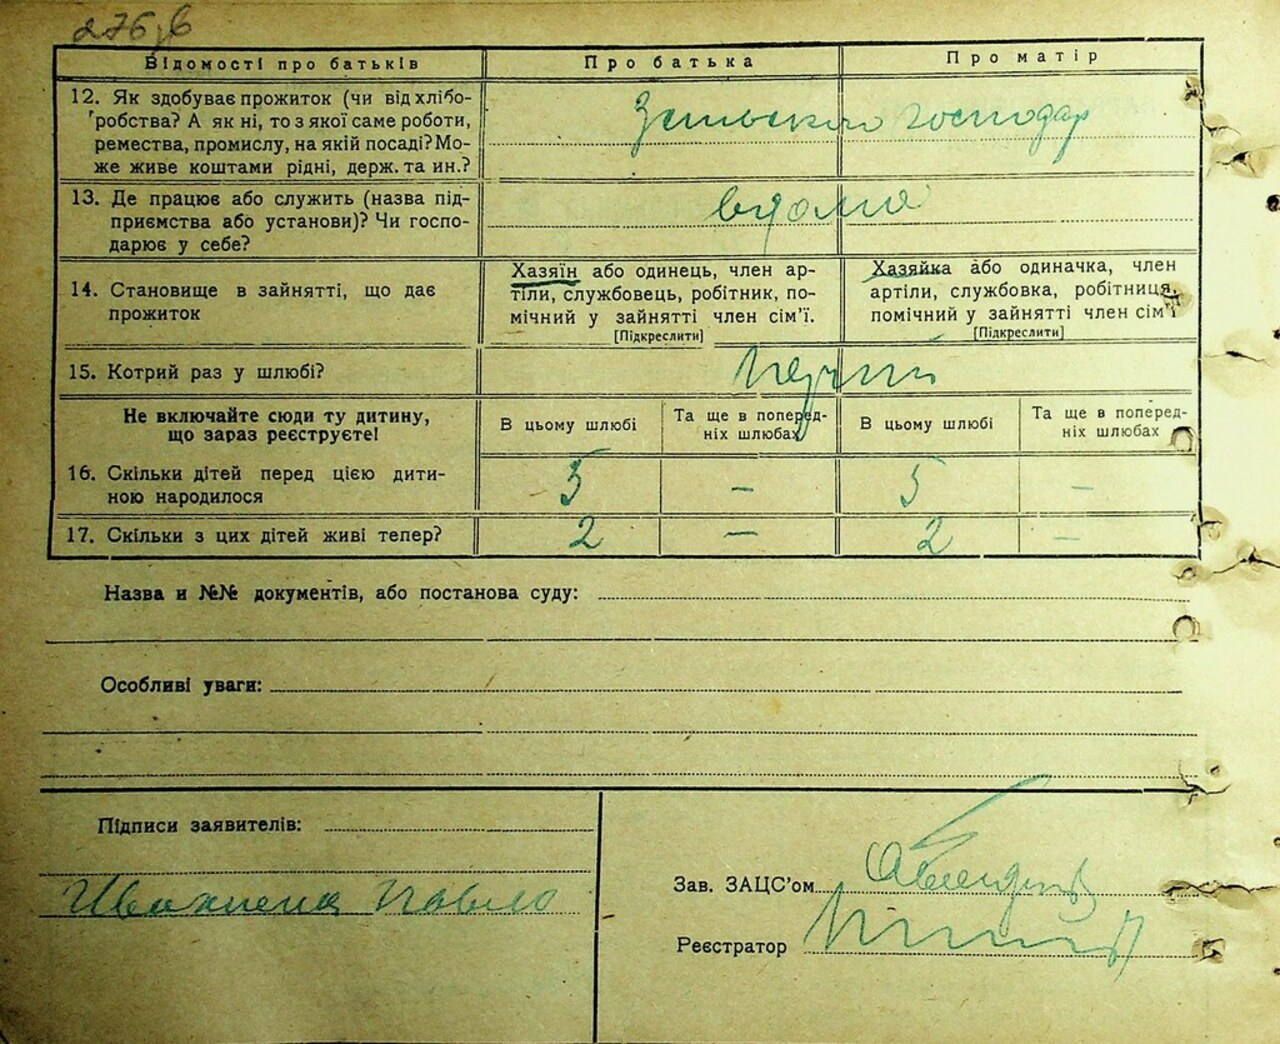 276 зв
Відомості про батьків Про батька Про матір
12. Як здобуває прожиток (чи від хлібо-
робства? А як ні, то з якої саме роботи,
ремества, промислу, на якій посаді? Мо-
же живе коштами рідні, держ. та ин.?
господар
13. Де працює або служить (назва під-
приємства або установи)? Чи госпо-
дарює у себе?
вдома
14. Становище в зайнятті, що дає
прожиток
Хазяїн або одинець, член ар-
тіли, службовець, робітник, по-
мічний у зайнятті член сім'ї.
[Підкреслити]
Хазяйка або одиначка, член
артіли, службовка, робітниця,
помічний у зайнятті член сім'ї
[Підкреслити]
15. Котрий раз у шлюбі?
Не включайте сюди ту дитину,
що зараз реєструєте!
В цьому шлюбі
Та ще в поперед-
ніх шлюбах
В цьому шлюбі
Та ще в поперед-
ніх шлюбах
16. Скільки дітей перед цією дити-
ною народилося
5 – 5 –
17. Скільки з цих дітей живі тепер?
2 – 2 –
Назва и №№ документів, або постанова суду:
Особливі уваги:
Підписи заявителів:
Павло
Зав. ЗАЦС'ом
Реєстратор